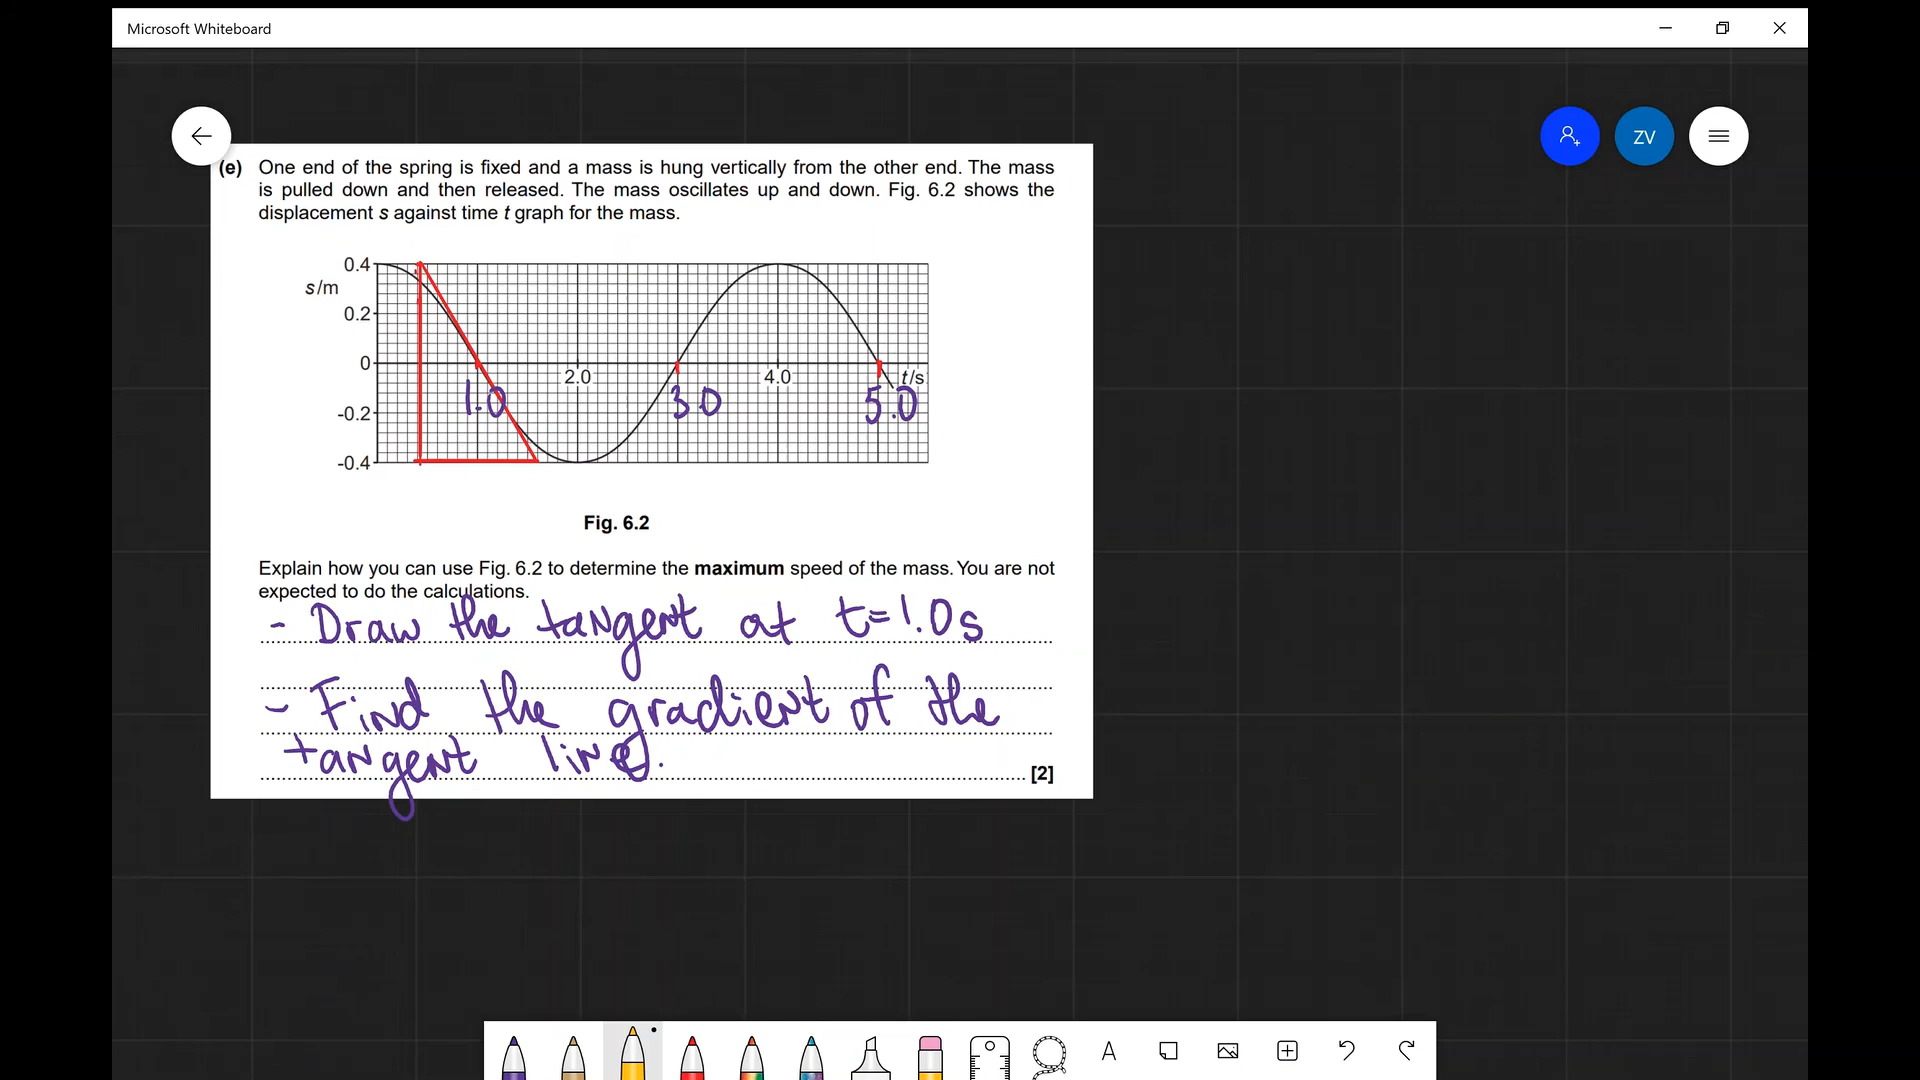 Microsoft Whiteboard
ZV
(e) One end of the spring is fixed and a mass is hung vertically from the other end. The mass
is pulled down and then released. The mass oscillates up and down. Fig. 6.2 shows the
displacement s against time t graph for the mass.
0.4
s/m
0.2
0
2.0
4.0
t/s
1.0
3.0
5.0
-0.2
-0.4
Fig. 6.2
Explain how you can use Fig. 6.2 to determine the maximum speed of the mass. You are not
expected to do the calculations.
- Draw the tangent at t=1.0s
- Find the gradient of the
tangent line.
[2]
A